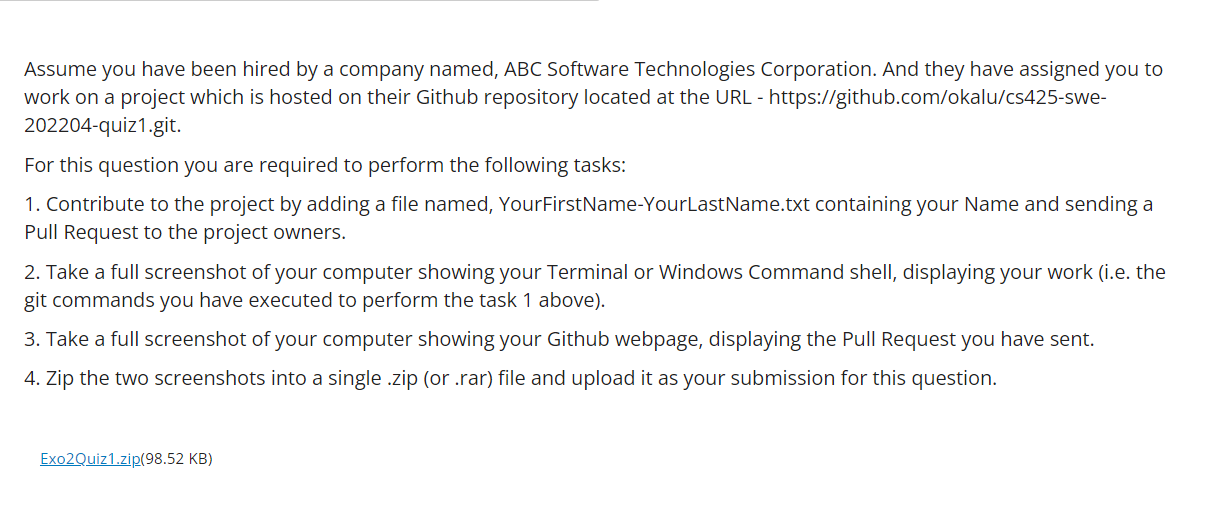 Assume you have been hired by a company named, ABC Software Technologies Corporation. And they have assigned you to
work on a project which is hosted on their Github repository located at the URL - https://github.com/okalu/cs425-swe-
202204-quiz1.git.
For this question you are required to perform the following tasks:
1. Contribute to the project by adding a file named, YourFirstName-YourLastName.txt containing your Name and sending a
Pull Request to the project owners.
2. Take a full screenshot of your computer showing your Terminal or Windows Command shell, displaying your work (i.e. the
git commands you have executed to perform the task 1 above).
3. Take a full screenshot of your computer showing your Github webpage, displaying the Pull Request you have sent.
4. Zip the two screenshots into a single .zip (or .rar) file and upload it as your submission for this question.
Exo2Quiz1.zip(98.52 KB)